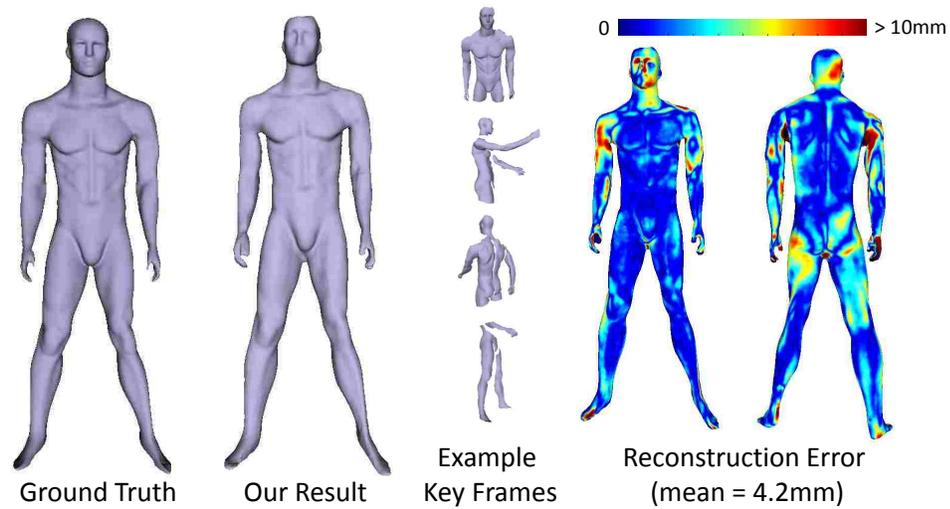 0 > 10mm
Ground Truth
Our Result
Example
Key Frames
Reconstruction Error
(mean = 4.2mm)